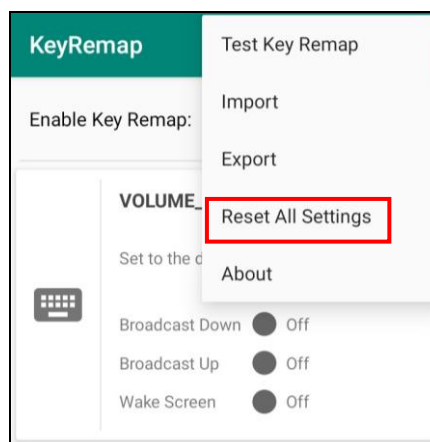 KeyRemap
Enable Key Remap:
Test Key Remap
Import
Export
Reset All Settings
About
VOLUME_
Set to the d
Broadcast Down Off
Broadcast Up Off
Wake Screen Off